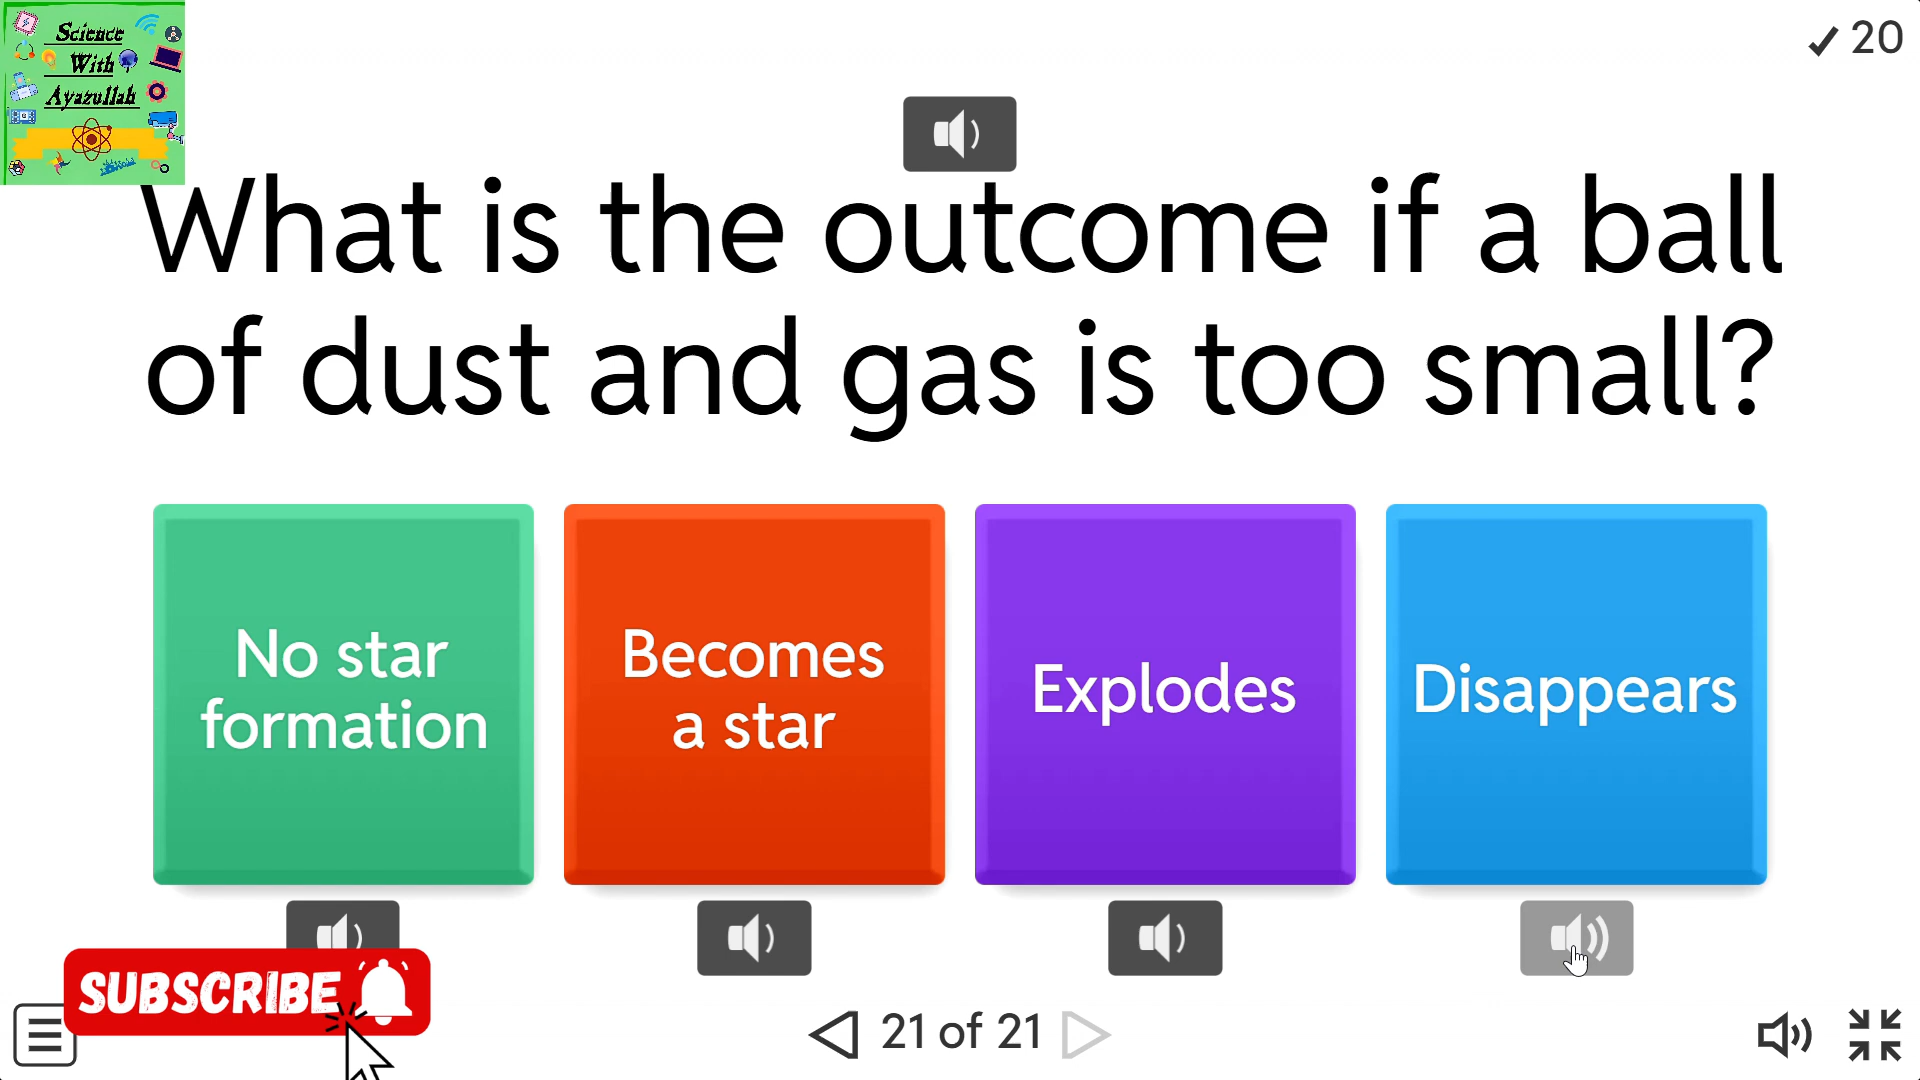 Science
With
Ayazullah
✓ 20
What is the outcome if a ball
of dust and gas is too small?
No star
formation
Becomes
a star
Explodes
Disappears
SUBSCRIBE
21 of 21